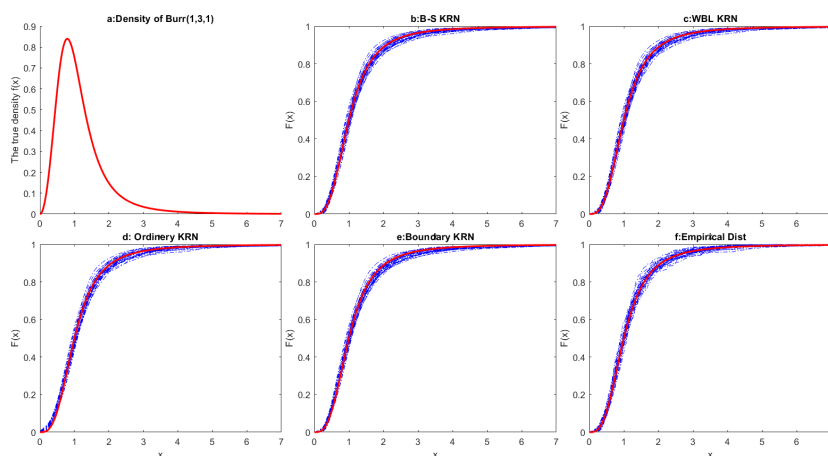 a:Density of Burr(1,3,1)
The true density f(x)
0.9
0.8
0.7
0.6
0.5
0.4
0.3
0.2
0.1
0
0 1 2 3 4 5 6 7
b:B-S KRN
F(x)
1
0.8
0.6
0.4
0.2
0
0 1 2 3 4 5 6 7
c:WBL KRN
F(x)
1
0.8
0.6
0.4
0.2
0
0 1 2 3 4 5 6
d: Ordinery KRN
F(x)
1
0.8
0.6
0.4
0.2
0
0 1 2 3 4 5 6 7
x
e:Boundary KRN
F(x)
1
0.8
0.6
0.4
0.2
0
0 1 2 3 4 5 6 7
x
f:Empirical Dist
F(x)
1
0.8
0.6
0.4
0.2
0
0 1 2 3 4 5 6
x